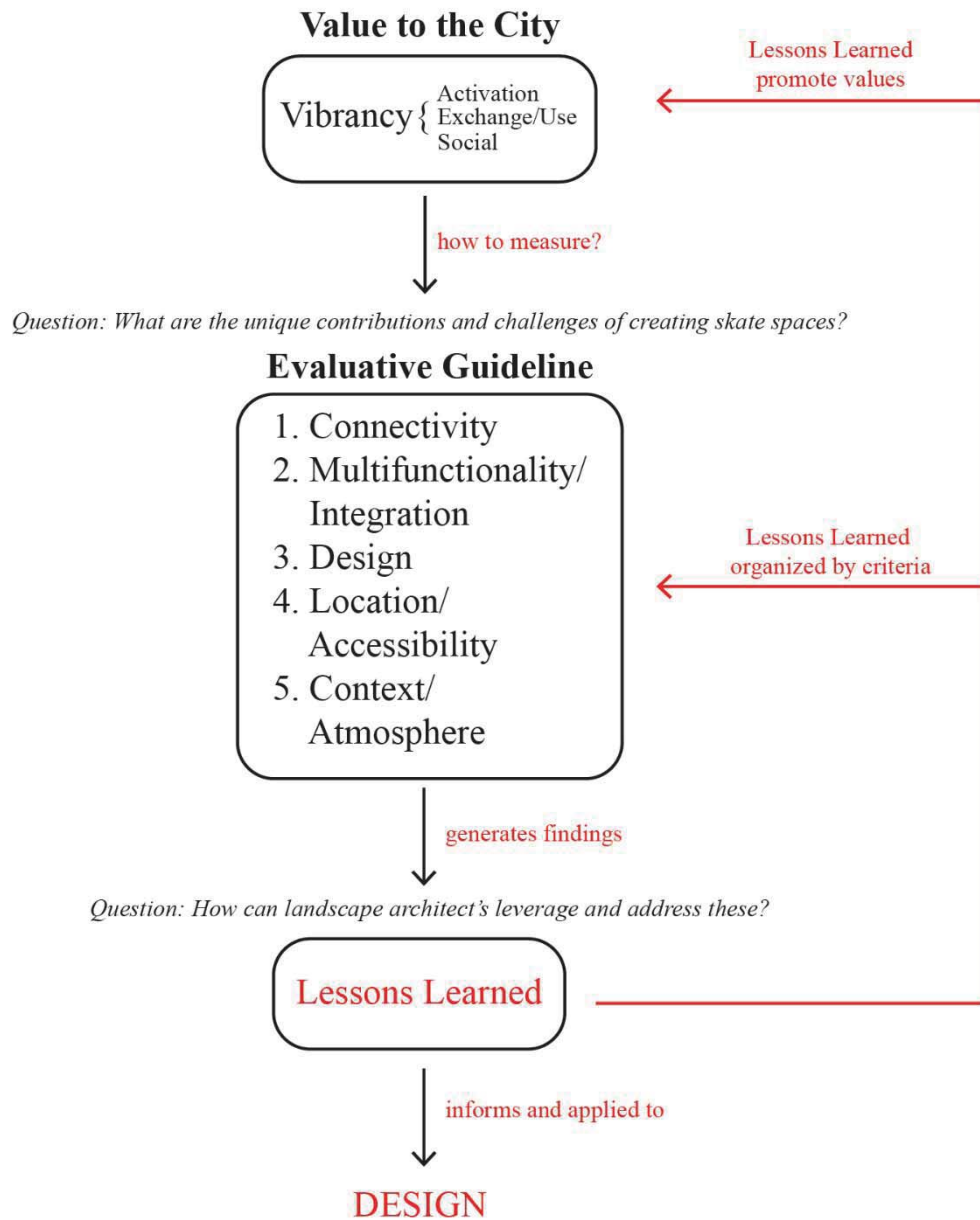 Value to the City
Lessons Learned
promote values
Vibrancy {
Activation
Exchange/Use
Social
how to measure?
Question: What are the unique contributions and challenges of creating skate spaces?
Evaluative Guideline
1. Connectivity
2. Multifunctionality/
Integration
3. Design
4. Location/
Accessibility
5. Context/
Atmosphere
Lessons Learned
organized by criteria
generates findings
Question: How can landscape architect’s leverage and address these?
Lessons Learned
informs and applied to
DESIGN